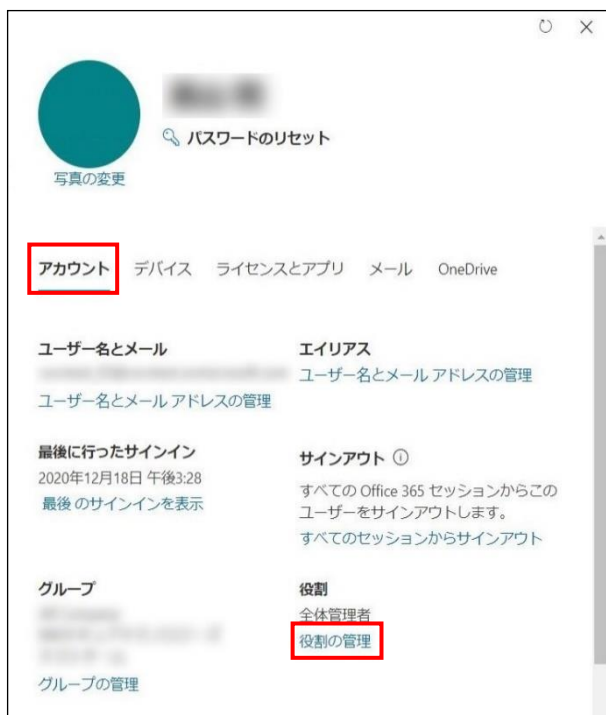 パスワードのリセット
写真の変更
アカウント デバイス ライセンスとアプリ メール OneDrive
ユーザー名とメール
ユーザー名とメール アドレスの管理
エイリアス
ユーザー名とメール アドレスの管理
最後に行ったサインイン
2020年12月18日 午後3:28
最後 のサインインを表示
サインアウト
すべての Office 365 セッションからこの
ユーザーをサインアウトします。
すべてのセッションからサインアウト
グループ
グループの管理
役割
全体管理者
役割の管理